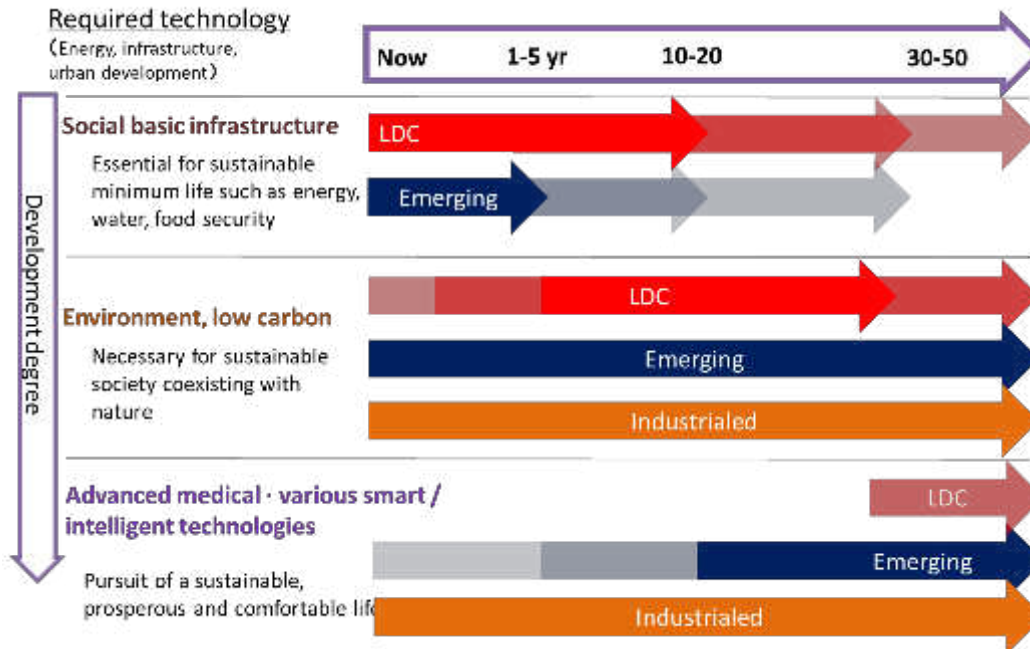 Required technology
(Energy, infrastructure,
urban development)
Now 1-5 yr 10-20 30-50
Development degree
Social basic infrastructure
Essential for sustainable
minimum life such as energy,
water, food security
LDC
Emerging
Environment, low carbon
Necessary for sustainable
society coexisting with
nature
LDC
Emerging
Industrialed
Advanced medical · various smart /
intelligent technologies
Pursuit of a sustainable,
prosperous and comfortable life
LDC
Emerging
Industrialed